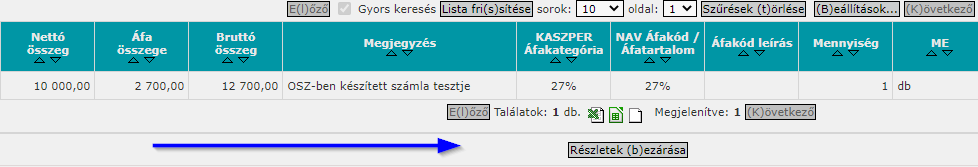 E(l)őző Gyors keresés Lista fri(s)sítése sorok: 10 oldal: 1 Szűrések (t)örlése (B)eállítások... (K)övetkező
Nettó összeg Áfa összege Bruttó összeg Megjegyzés KASZPER Áfakategória NAV Áfakód / Áfatartalom Áfakód leírás Mennyiség ME
10 000,00 2 700,00 12 700,00 OSZ-ben készített számla tesztje 27% 27% 1 db
E(l)őző Találatok: 1 db. Megjelenítve: 1 (K)övetkező
Részletek (b)ezárása